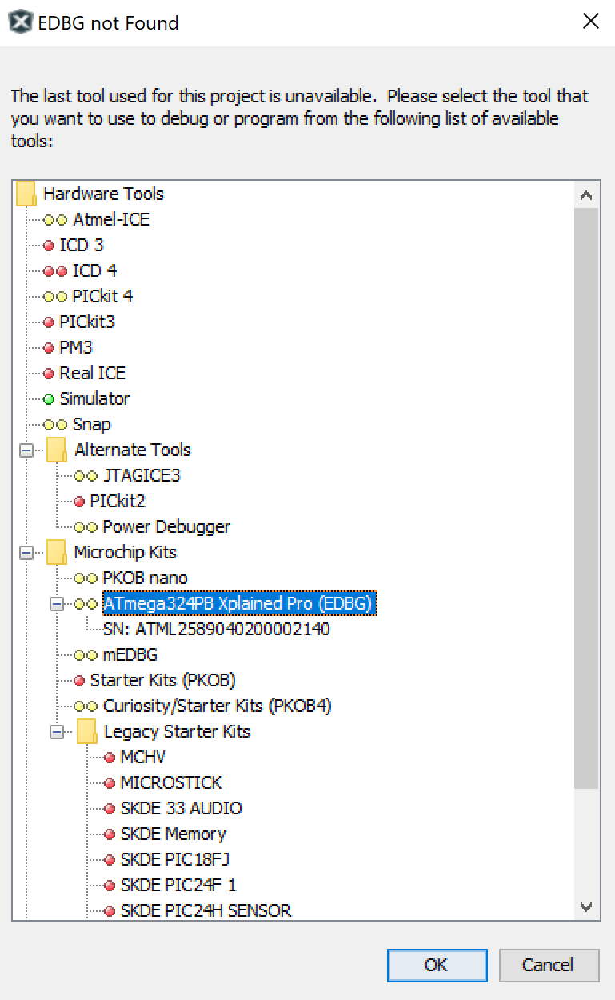 EDBG not Found
The last tool used for this project is unavailable.  Please select the tool that
you want to use to debug or program from the following list of available
tools:
Hardware Tools
Atmel-ICE
ICD 3
ICD 4
PICkit 4
PICkit3
PM3
Real ICE
Simulator
Snap
Alternate Tools
JTAGICE3
PICkit2
Power Debugger
Microchip Kits
PKOB nano
ATmega324PB Xplained Pro (EDBG)
SN: ATML2589040200002140
mEDBG
Starter Kits (PKOB)
Curiosity/Starter Kits (PKOB4)
Legacy Starter Kits
MCHV
MICROSTICK
SKDE 33 AUDIO
SKDE Memory
SKDE PIC18FJ
SKDE PIC24F 1
SKDE PIC24H SENSOR
OK
Cancel